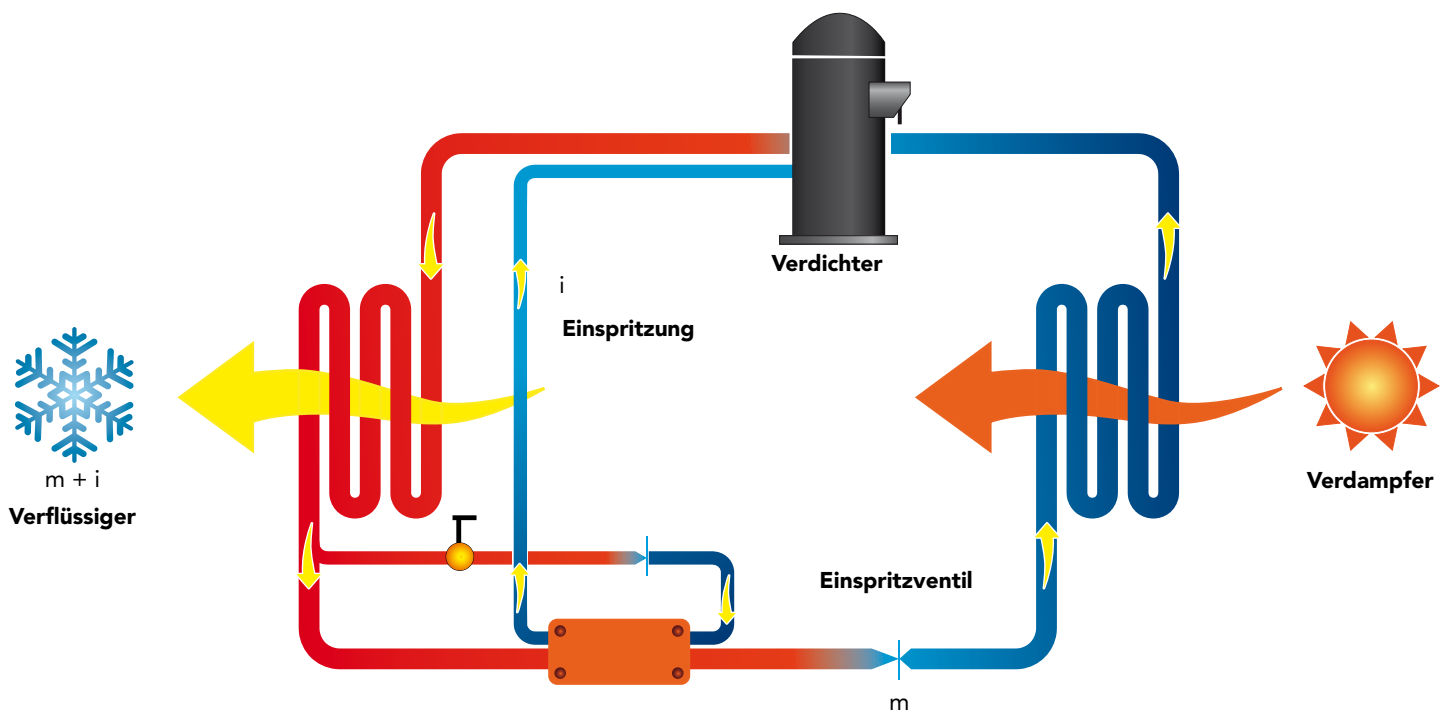 Verdichter
i
Einspritzung
m + i
Verflüssiger
Verdampfer
Einspritzventil
m